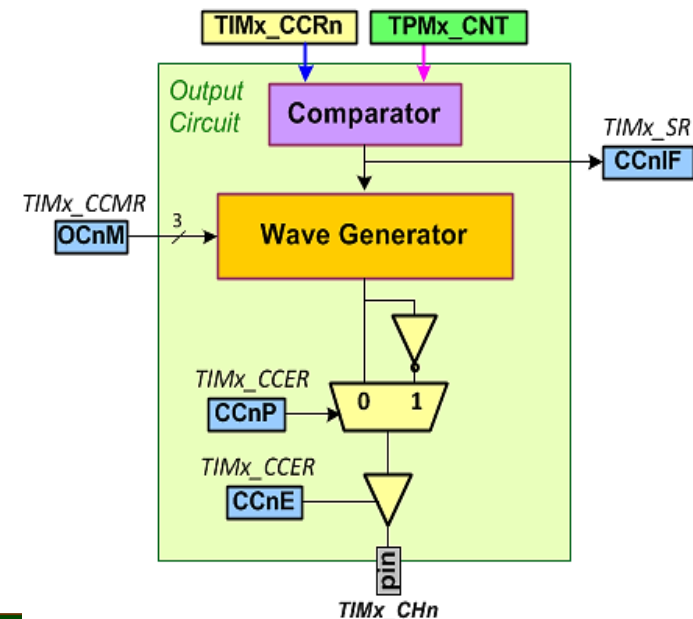 TIMx_CCRn
TPMx_CNT
Output
Circuit
Comparator
TIMx_SR
CCnIF
TIMx_CCMR
OCnM
3
Wave Generator
TIMx_CCER
CCnP
0
1
TIMx_CCER
CCnE
pin
TIMx_CHn